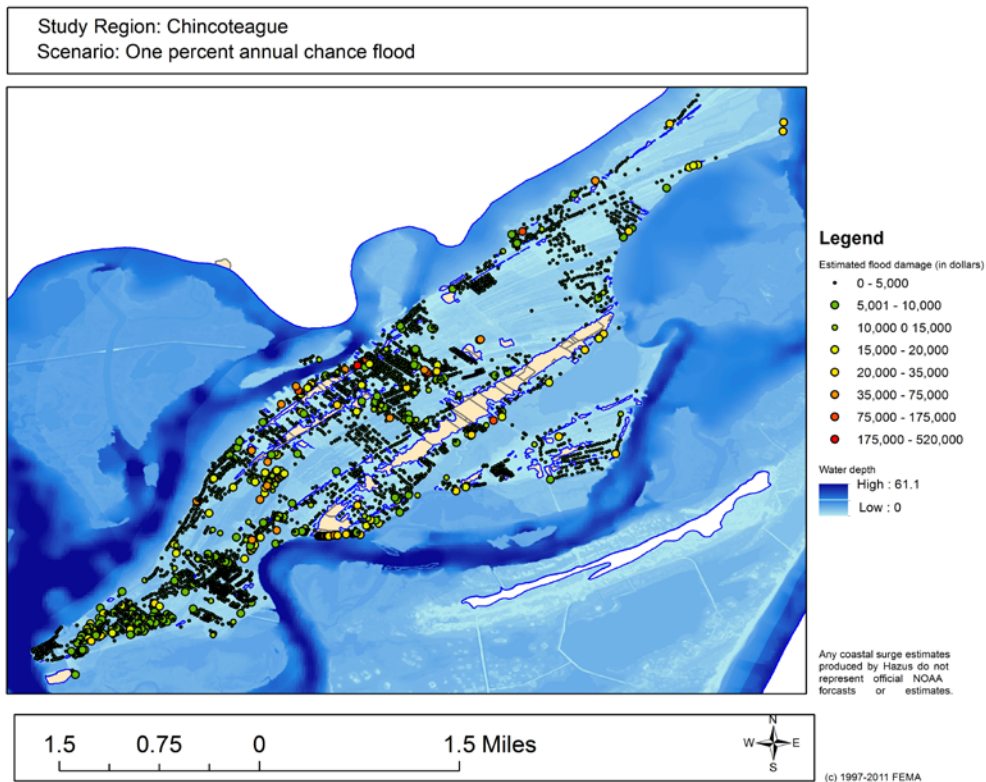 Study Region: Chincoteague
Scenario: One percent annual chance flood
Legend
Estimated flood damage (in dollars)
0 - 5,000
5,001 - 10,000
10,000 0 15,000
15,000 - 20,000
20,000 - 35,000
35,000 - 75,000
75,000 - 175,000
175,000 - 520,000
Water depth
High : 61.1
Low : 0
Any coastal surge estimates
produced by Hazus do not
represent official NOAA
forcasts or estimates.
1.5 0.75 0 1.5 Miles
N
W E
S
(c) 1997-2011 FEMA